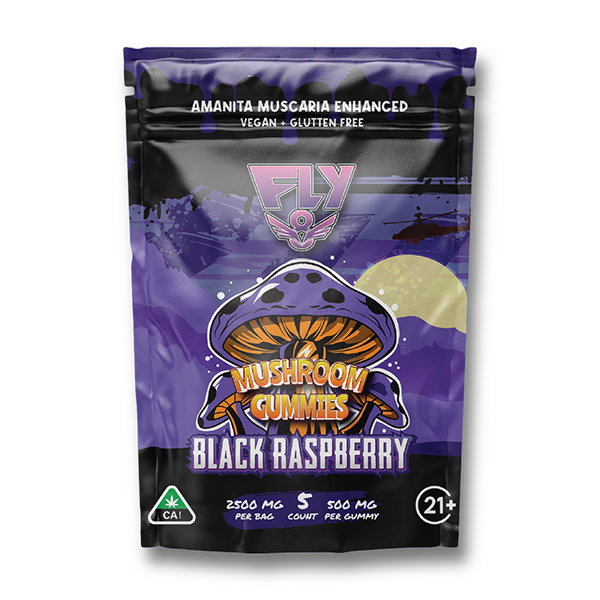 AMANITA MUSCARIA ENHANCED
VEGAN + GLUTTEN FREE
FLY
MUSHROOM
GUMMIES
BLACK RASPBERRY
2500 MG 5 500 MG
PER BAG COUNT PER GUMMY
CA!
21+